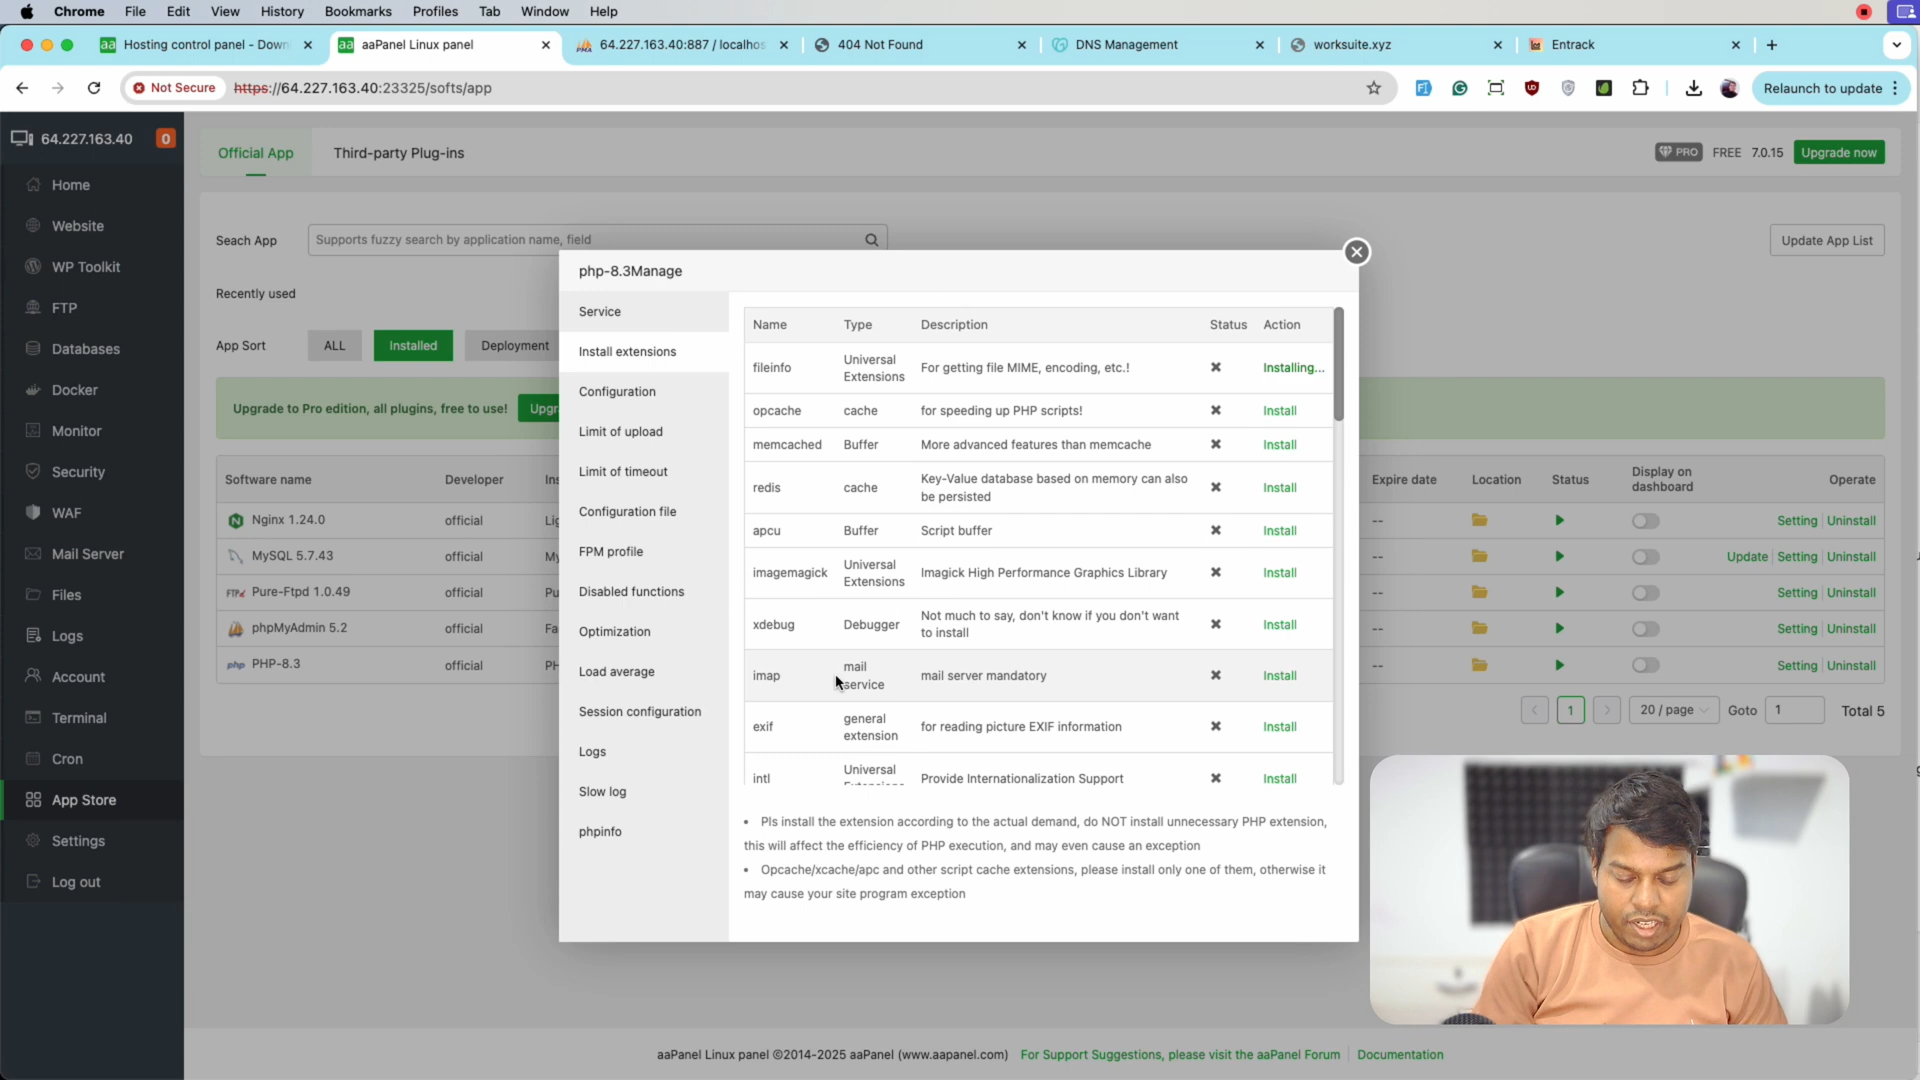 Chrome File Edit View History Bookmarks Profiles Tab Window Help
aa Hosting control panel - Down
aa aaPanel Linux panel
64.227.163.40:887 / localhos
404 Not Found
DNS Management
worksuite.xyz
Entrack
Not Secure https://64.227.163.40:23325/softs/app
Relaunch to update
64.227.163.40 0
Home
Website
WP Toolkit
FTP
Databases
Docker
Monitor
Security
WAF
Mail Server
Files
Logs
Account
Terminal
Cron
App Store
Settings
Log out
Official App Third-party Plug-ins
PRO FREE 7.0.15 Upgrade now
Seach App Supports fuzzy search by application name, field
Update App List
Recently used
App Sort ALL Installed Deployment
Upgrade to Pro edition, all plugins, free to use! Upgr
Software name Developer Ins
Expire date Location Status Display on dashboard Operate
Nginx 1.24.0 official Lig
-- Setting | Uninstall
MySQL 5.7.43 official My
-- Update | Setting | Uninstall
Pure-Ftpd 1.0.49 official Pu
-- Setting | Uninstall
phpMyAdmin 5.2 official Fa
-- Setting | Uninstall
php PHP-8.3 official PH
-- Setting | Uninstall
1 20 / page Goto 1 Total 5
php-8.3Manage
Service
Install extensions
Configuration
Limit of upload
Limit of timeout
Configuration file
FPM profile
Disabled functions
Optimization
Load average
Session configuration
Logs
Slow log
phpinfo
Name Type Description Status Action
fileinfo Universal Extensions For getting file MIME, encoding, etc.! Installing...
opcache cache for speeding up PHP scripts! Install
memcached Buffer More advanced features than memcache Install
redis cache Key-Value database based on memory can also be persisted Install
apcu Buffer Script buffer Install
imagemagick Universal Extensions Imagick High Performance Graphics Library Install
xdebug Debugger Not much to say, don't know if you don't want to install Install
imap mail service mail server mandatory Install
exif general extension for reading picture EXIF information Install
intl Universal Extensions Provide Internationalization Support Install
• Pls install the extension according to the actual demand, do NOT install unnecessary PHP extension,
this will affect the efficiency of PHP execution, and may even cause an exception
• Opcache/xcache/apc and other script cache extensions, please install only one of them, otherwise it
may cause your site program exception
aaPanel Linux panel ©2014-2025 aaPanel (www.aapanel.com) For Support Suggestions, please visit the aaPanel Forum | Documentation